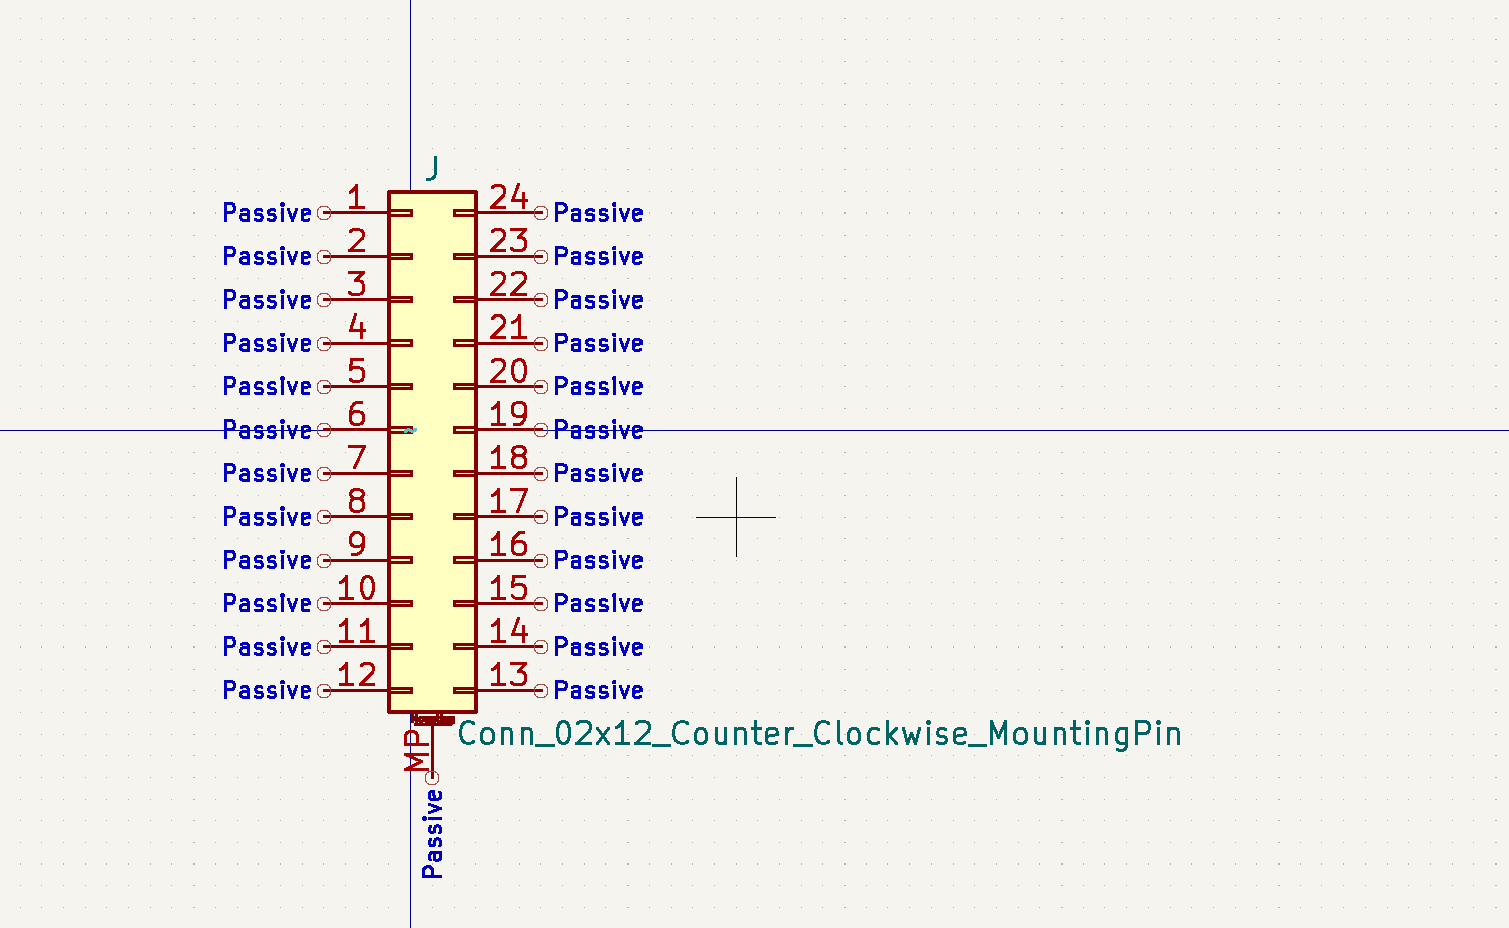 J
Passive 1 24 Passive
Passive 2 23 Passive
Passive 3 22 Passive
Passive 4 21 Passive
Passive 5 20 Passive
Passive 6 19 Passive
Passive 7 18 Passive
Passive 8 17 Passive
Passive 9 16 Passive
Passive 10 15 Passive
Passive 11 14 Passive
Passive 12 13 Passive
Conn_02x12_Counter_Clockwise_MountingPin
MP
Passive